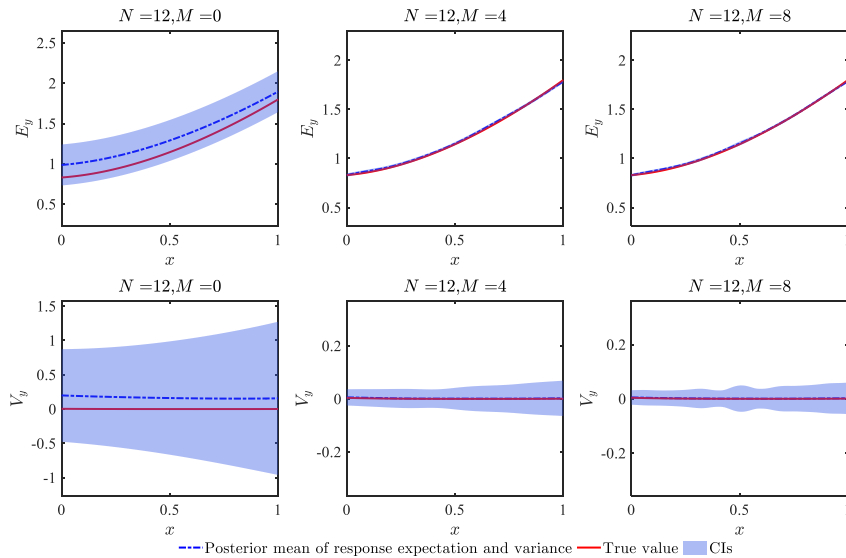 N =12,M =0
N =12,M =4
N =12,M =8
E_y
2.5
2
1.5
1
0.5
0
0.5
1
x
E_y
2
1.5
1
0.5
0
0.5
1
x
E_y
2
1.5
1
0.5
0
0.5
1
x
N =12,M =0
N =12,M =4
N =12,M =8
V_y
1.5
1
0.5
0
-0.5
-1
0
0.5
1
x
V_y
0.2
0
-0.2
0
0.5
1
x
V_y
0.2
0
-0.2
0
0.5
1
x
Posterior mean of response expectation and variance True value CIs